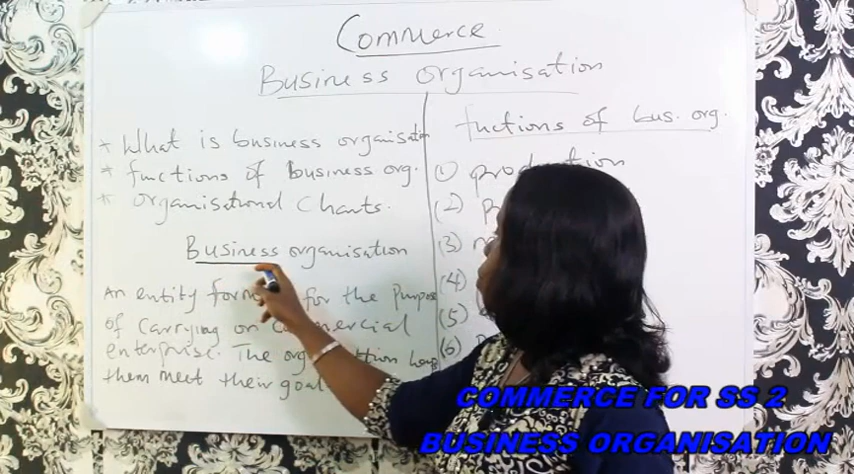 Commerce
Business organisation
* What is business organisation
* functions of business org.
* organisational Charts.
Business organisation
An entity for the Purpose
of Carrying on Commercial
enterprise. The
them meet their goal
fuctions of bus. org.
(1) production
(2)
(3)
(4)
(5)
(6)
COMMERCE FOR SS 2
BUSINESS ORGANISATION